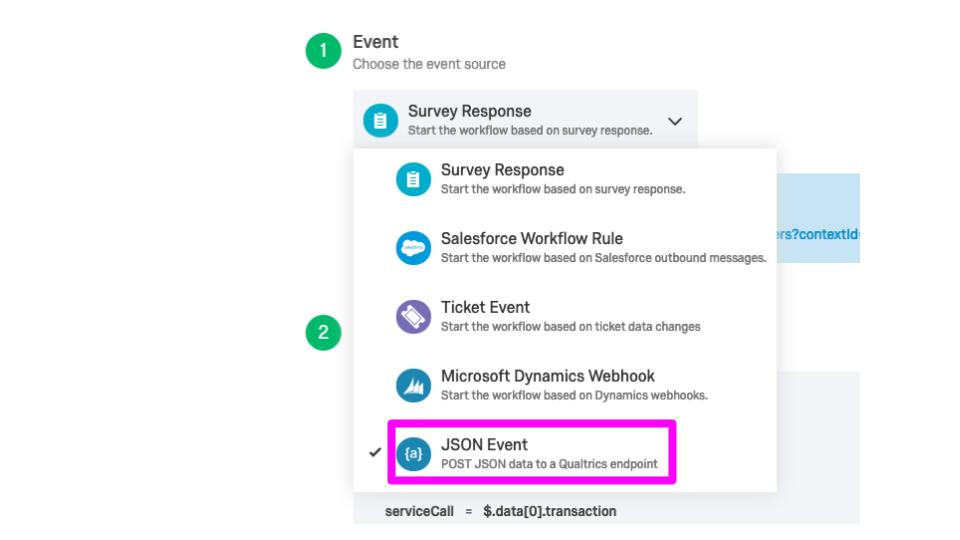 1
Event
Choose the event source
Survey Response
Start the workflow based on survey response.
Survey Response
Start the workflow based on survey response.
ers?contextId=
Salesforce Workflow Rule
Start the workflow based on Salesforce outbound messages.
Ticket Event
Start the workflow based on ticket data changes
2
Microsoft Dynamics Webhook
Start the workflow based on Dynamics webhooks.
{a}
JSON Event
POST JSON data to a Qualtrics endpoint
serviceCall = $.data[0].transaction